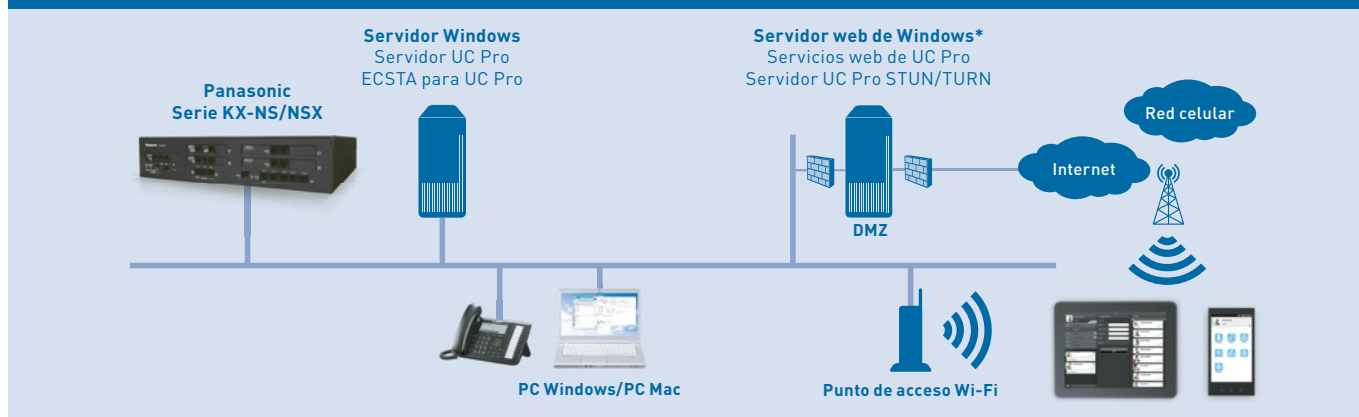 Servidor Windows
Servidor UC Pro
ECSTA para UC Pro
Servidor web de Windows*
Servicios web de UC Pro
Servidor UC Pro STUN/TURN
Panasonic
Serie KX-NS/NSX
Red celular
Internet
DMZ
PC Windows/PC Mac
Punto de acceso Wi-Fi